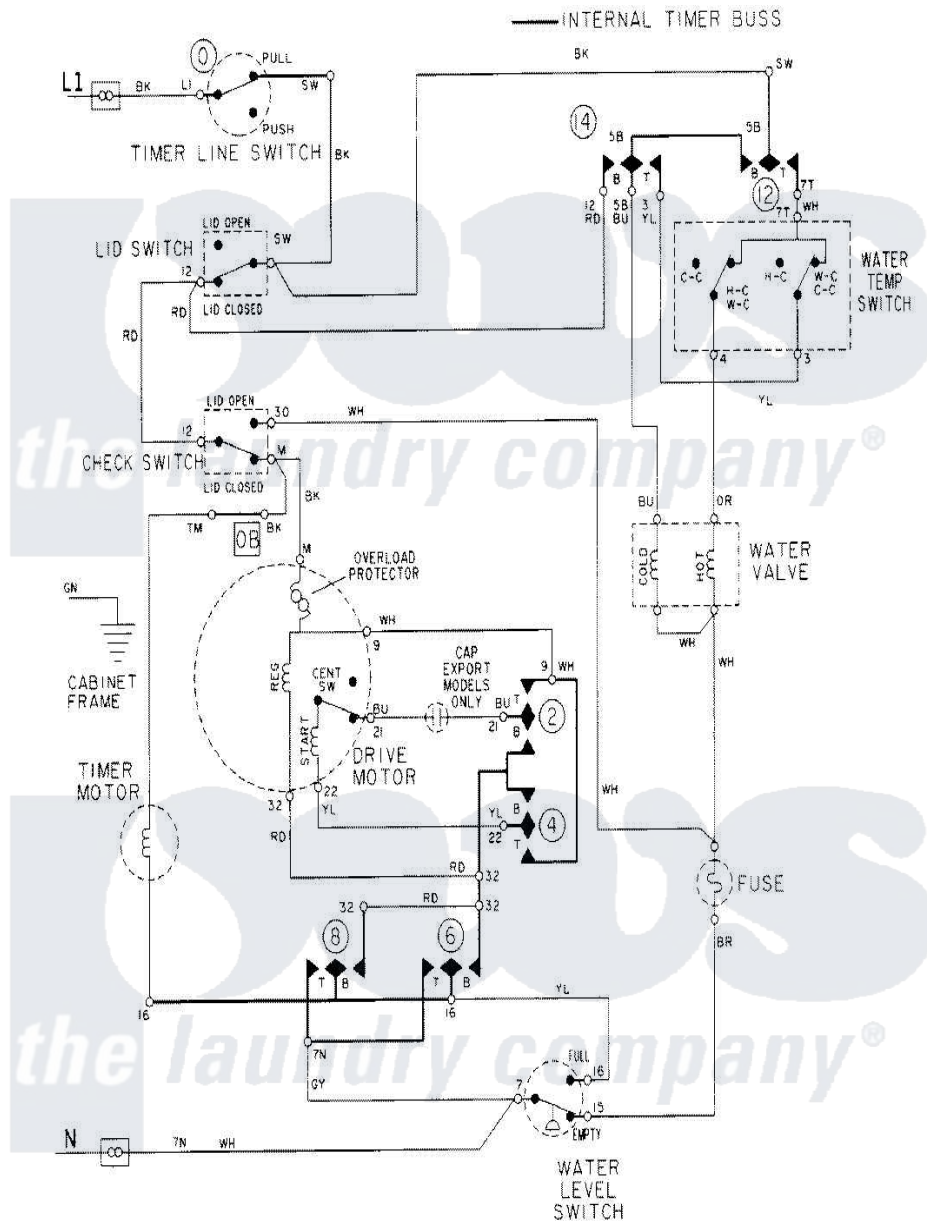 INTERNAL TIMER BUSS
L1
BK
L1
0
PULL
PUSH
SW
BK
TIMER LINE SWITCH
BK
SW
14
5B
5B
B
T
B
T
12
12
RD
5B
BU
3
YL
7T
WH
7T
LID SWITCH
LID OPEN
SW
12
LID CLOSED
RD
RD
C-C
H-C
W-C
H-C
W-C
C-C
WATER
TEMP
SWITCH
4
3
YL
LID OPEN
30
WH
12
M
CHECK SWITCH
LID CLOSED
BK
TM
BK
OB
the laundry company®
M
OVERLOAD
PROTECTOR
BU
OR
COLD
HOT
WATER
VALVE
WH
WH
GN
CABINET
FRAME
WH
9
REG
CENT
SW
START
BU
21
CAP
EXPORT
MODELS
ONLY
BU
21
9
WH
T
2
B
DRIVE
MOTOR
TIMER
MOTOR
32
22
YL
RD
YL
22
B
4
T
WH
RD
32
32
RD
32
FUSE
BR
8
6
T
B
T
B
16
16
YL
7N
GY
the laundry company®
FULL
16
7
15
EMPTY
N
7N
WH
WATER
LEVEL
SWITCH